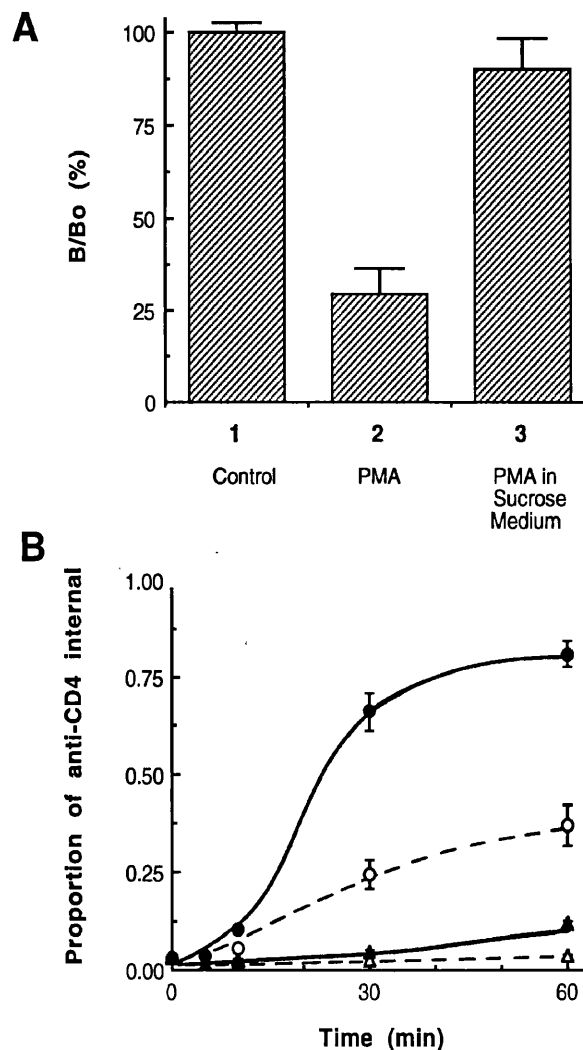 A
B/Bo (%)
100
75
50
25
0
1
2
3
Control
PMA
PMA in
Sucrose
Medium
B
Proportion of anti-CD4 internal
1.00
0.75
0.50
0.25
0.00
0
30
60
Time (min)